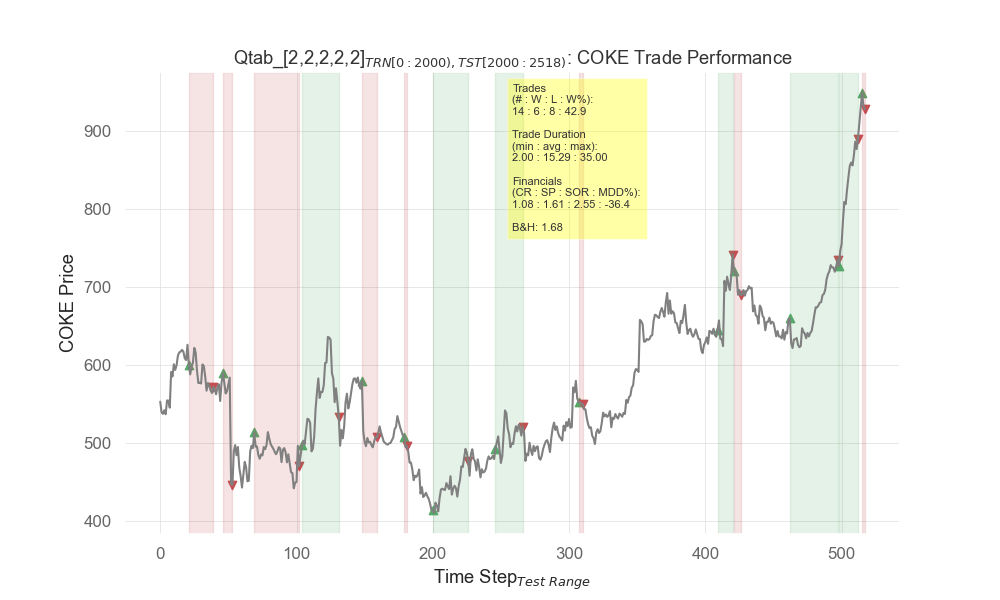 Qtab_[2,2,2,2,2]TRN[0 : 2000), TST[2000 : 2518) : COKE Trade Performance
Trades
(# : W : L : W%):
14 : 6 : 8 : 42.9
Trade Duration
(min : avg : max):
2.00 : 15.29 : 35.00
Financials
(CR : SP : SOR : MDD%):
1.08 : 1.61 : 2.55 : -36.4
B&H: 1.68
COKE Price
900
800
700
600
500
400
0 100 200 300 400 500
Time StepTest Range